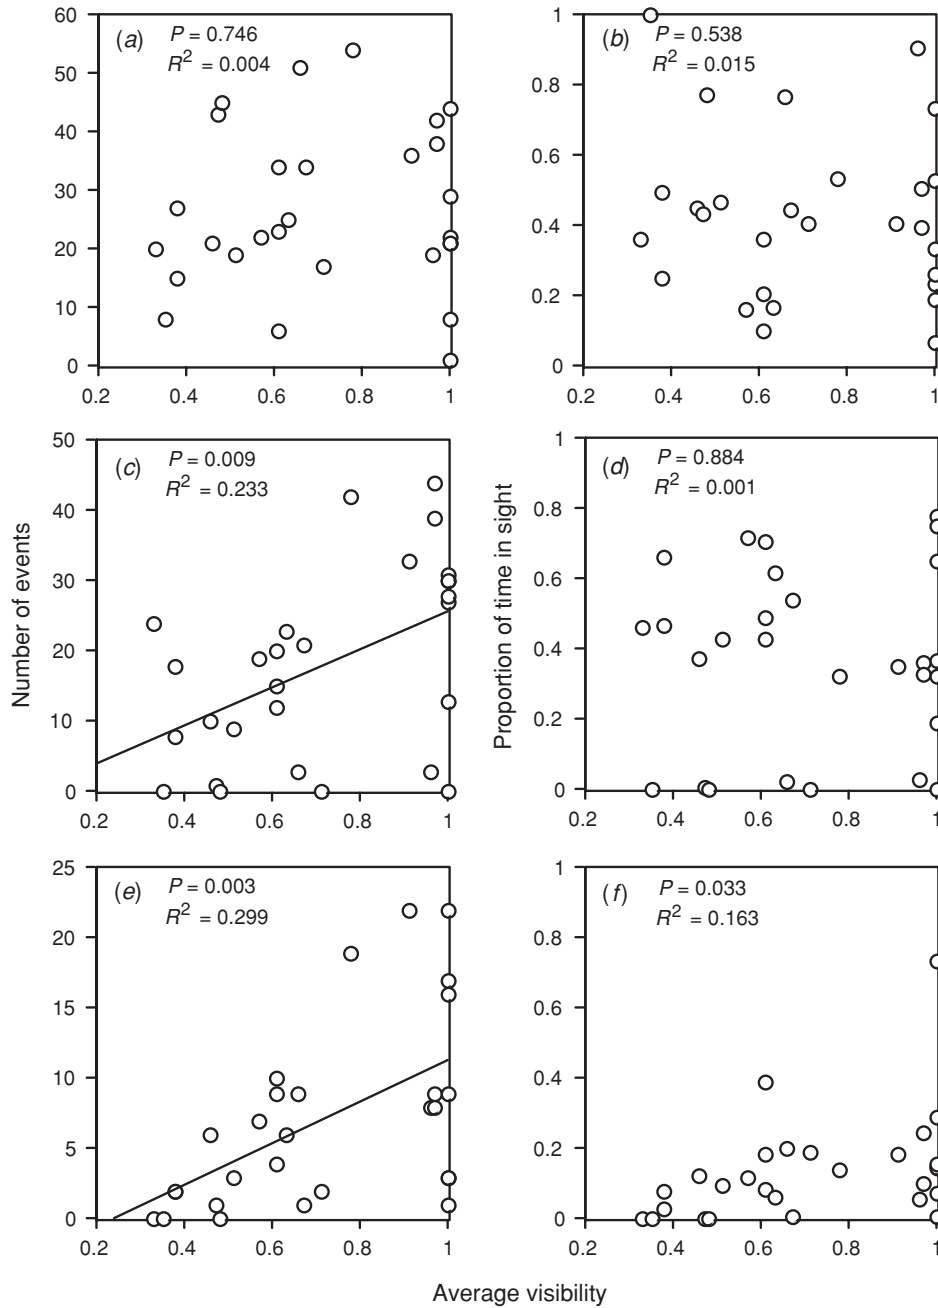 (a) P = 0.746
R² = 0.004
60
50
40
30
20
10
0
0.2 0.4 0.6 0.8 1
(b) P = 0.538
R² = 0.015
1
0.8
0.6
0.4
0.2
0
0.2 0.4 0.6 0.8 1
Number of events
(c) P = 0.009
R² = 0.233
50
40
30
20
10
0
0.2 0.4 0.6 0.8 1
Proportion of time in sight
(d) P = 0.884
R² = 0.001
1
0.8
0.6
0.4
0.2
0
0.2 0.4 0.6 0.8 1
(e) P = 0.003
R² = 0.299
25
20
15
10
5
0
0.2 0.4 0.6 0.8 1
(f) P = 0.033
R² = 0.163
1
0.8
0.6
0.4
0.2
0
0.2 0.4 0.6 0.8 1
Average visibility